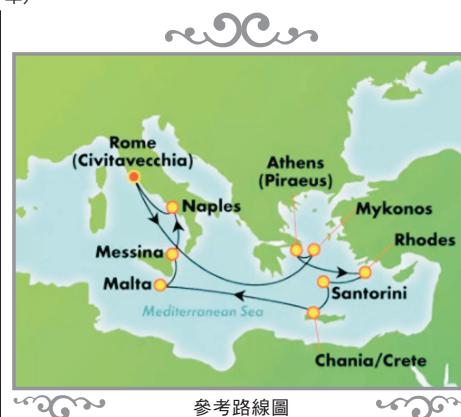 Rome
(Civitavecchia)
Athens
(Piraeus)
Naples
Mykonos
Rhodes
Messina
Malta
Santorini
Mediterranean Sea
Chania/Crete
參考路線圖